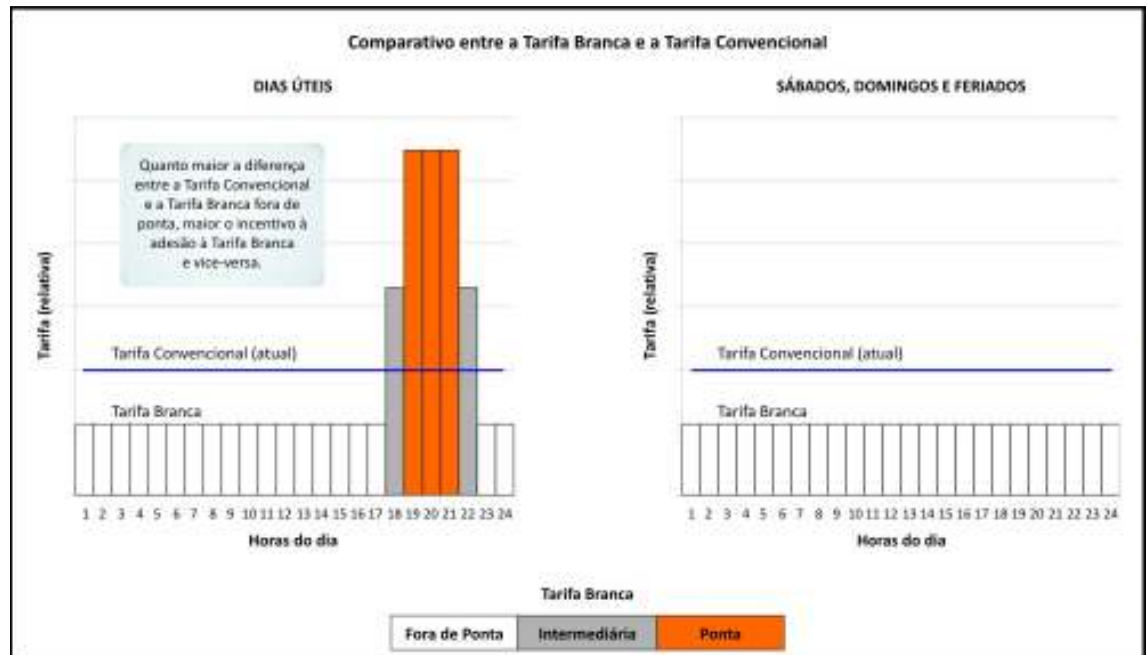 Comparativo entre a Tarifa Branca e a Tarifa Convencional
DIAS ÚTEIS
Quanto maior a diferença
entre a Tarifa Convencional
e a Tarifa Branca fora de
ponta, maior o incentivo à
adesão à Tarifa Branca
e vice-versa.
Tarifa (relativa)
Tarifa Convencional (atual)
Tarifa Branca
1 2 3 4 5 6 7 8 9 10 11 12 13 14 15 16 17 18 19 20 21 22 23 24
Horas do dia
SÁBADOS, DOMINGOS E FERIADOS
Tarifa (relativa)
Tarifa Convencional (atual)
Tarifa Branca
1 2 3 4 5 6 7 8 9 10 11 12 13 14 15 16 17 18 19 20 21 22 23 24
Horas do dia
Tarifa Branca
Fora de Ponta Intermediária Ponta